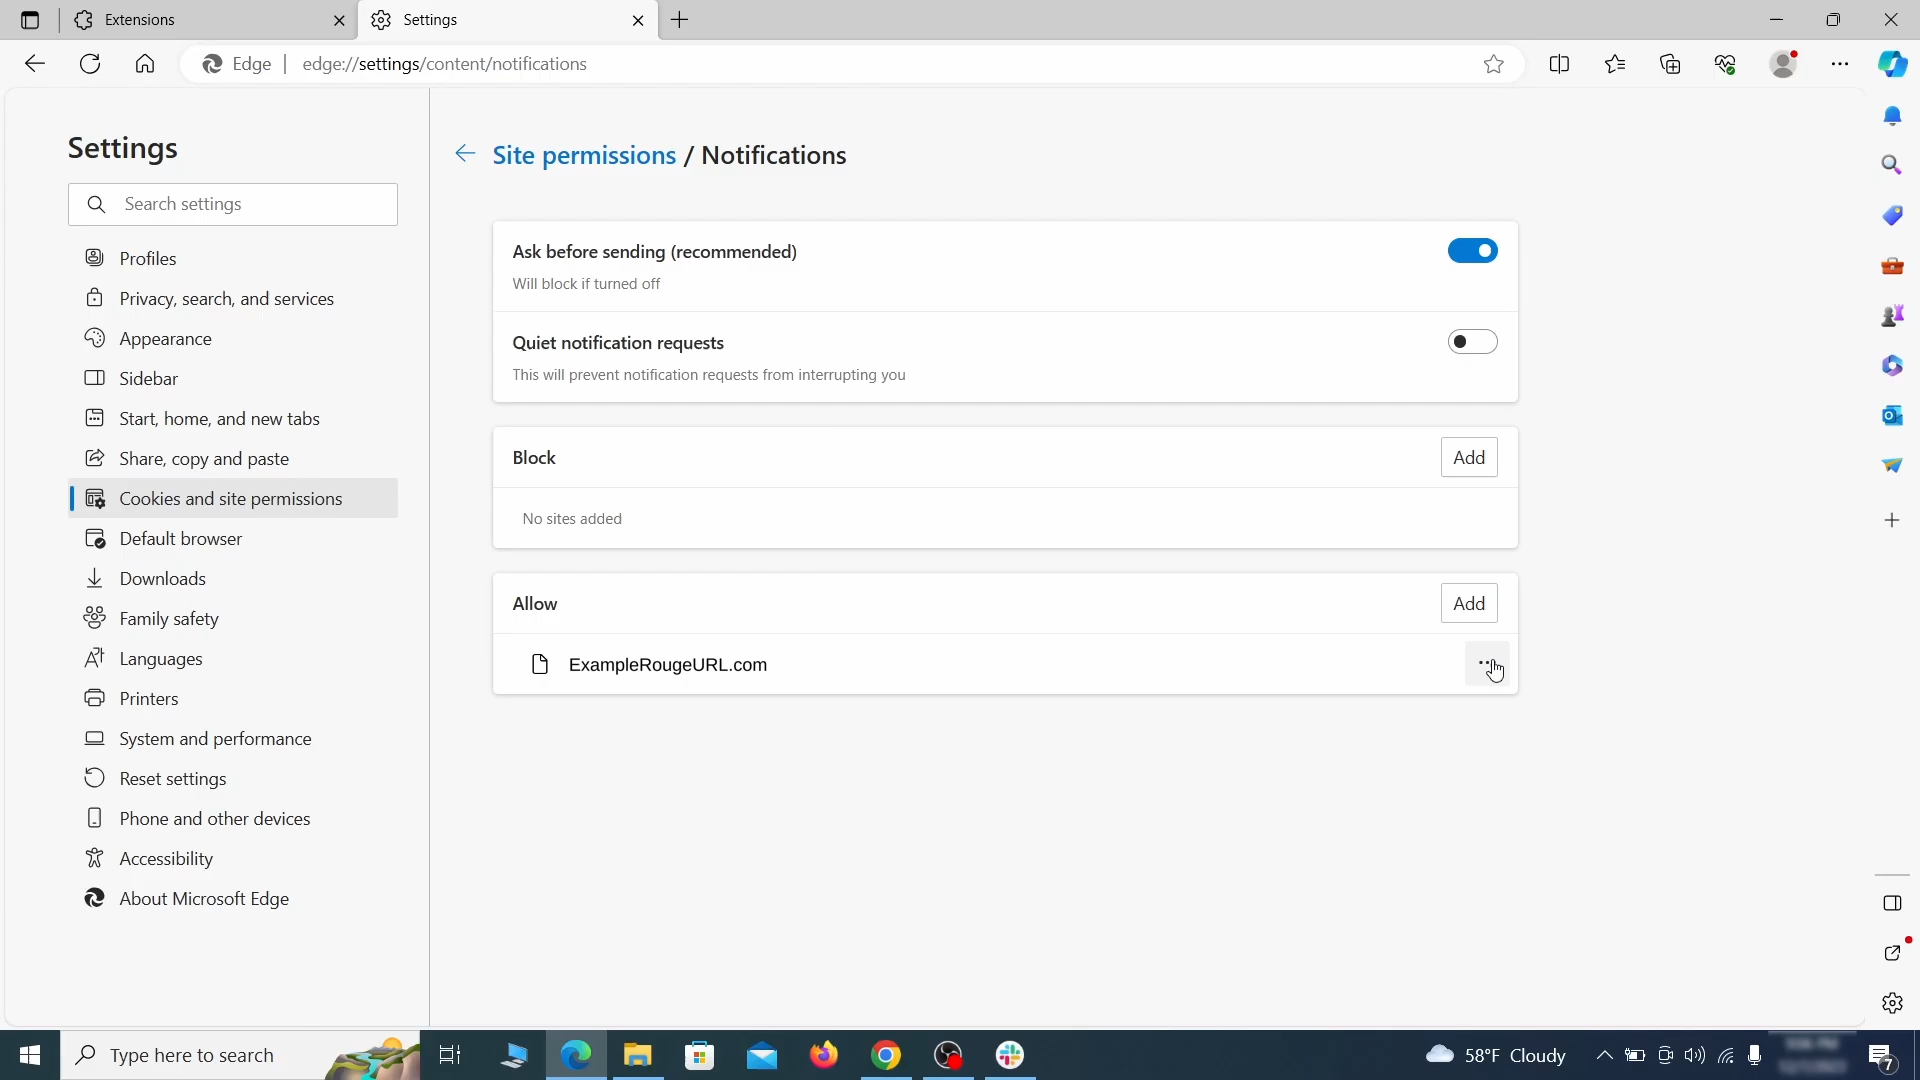 Extensions
Settings
Edge
edge://settings/content/notifications
Settings
Search settings
Profiles
Privacy, search, and services
Appearance
Sidebar
Start, home, and new tabs
Share, copy and paste
Cookies and site permissions
Default browser
Downloads
Family safety
Languages
Printers
System and performance
Reset settings
Phone and other devices
Accessibility
About Microsoft Edge
Site permissions / Notifications
Ask before sending (recommended)
Will block if turned off
Quiet notification requests
This will prevent notification requests from interrupting you
Block
Add
No sites added
Allow
Add
ExampleRougeURL.com
Type here to search
58°F Cloudy
7